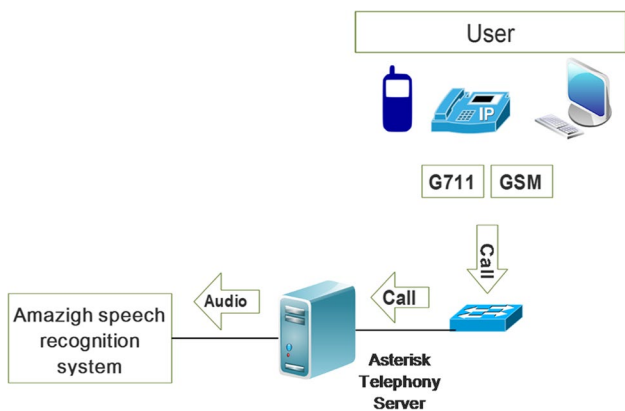 User
IP
G711 GSM
Call
Call
Audio
Amazigh speech
recognition
system
Asterisk
Telephony
Server